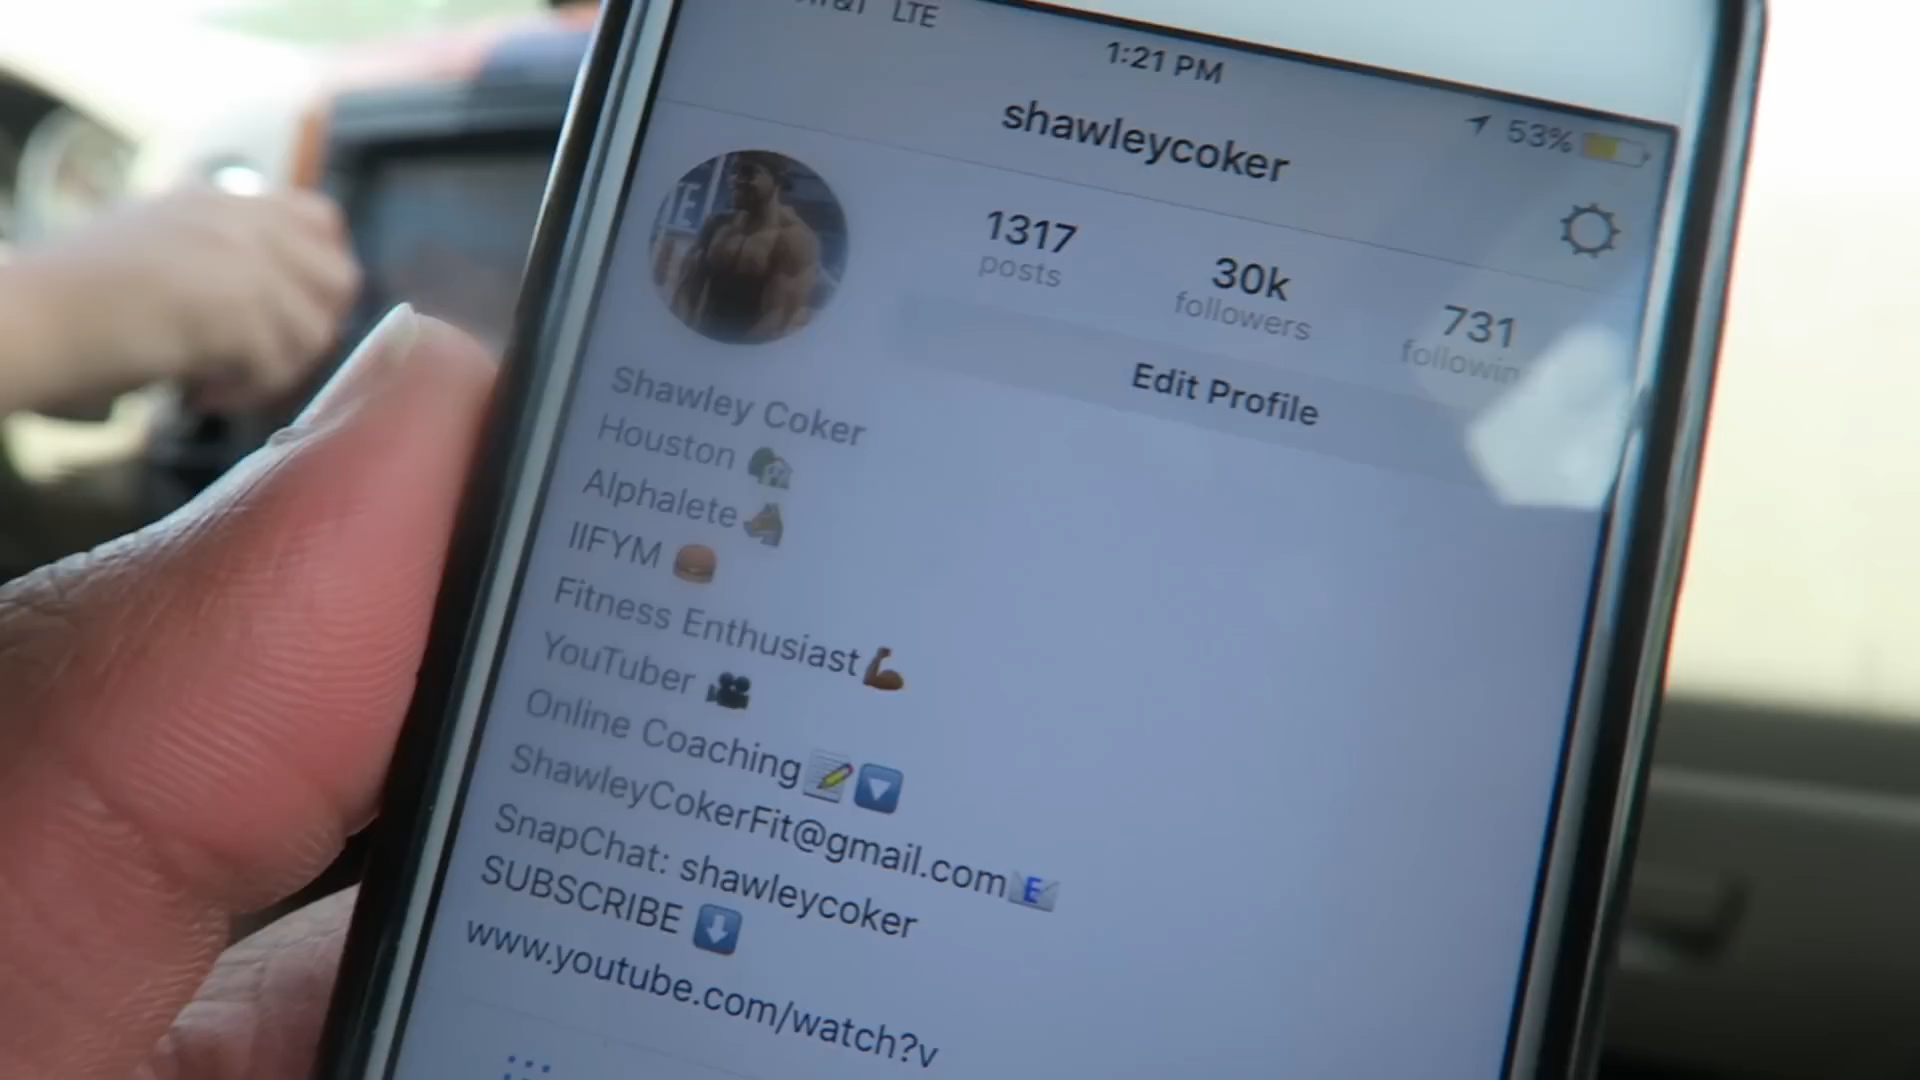 LTE
1:21 PM
53%
shawleycoker
1317
posts
30k
followers
731
followin
Edit Profile
Shawley Coker
Houston 🏡
Alphalete 🐴
IIFYM 🍔
Fitness Enthusiast💪🏾
YouTuber 🎥
Online Coaching📝🔽
ShawleyCokerFit@gmail.com📧
SnapChat: shawleycoker
SUBSCRIBE ⬇️
www.youtube.com/watch?v